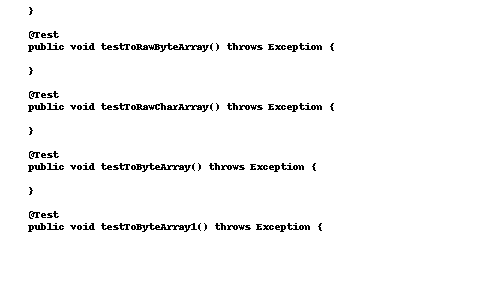 }
@Test
public void testToRawByteArray() throws Exception {
}
@Test
public void testToRawCharArray() throws Exception {
}
@Test
public void testToByteArray() throws Exception {
}
@Test
public void testToByteArray1() throws Exception {